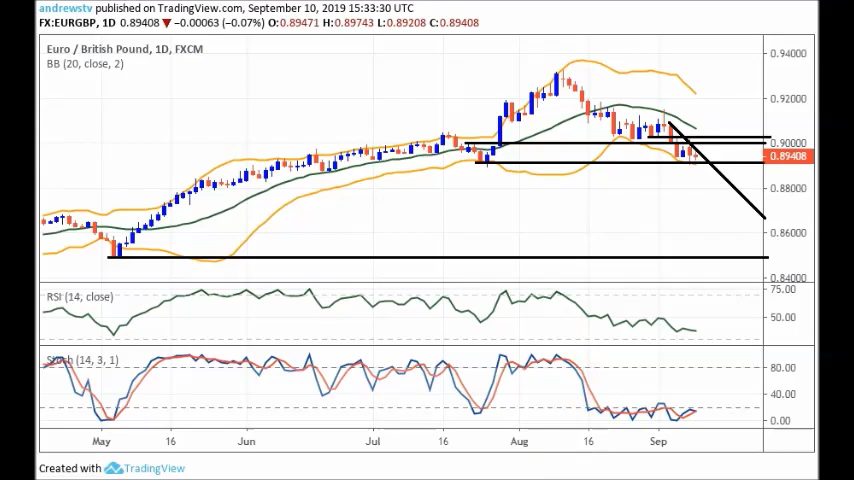 andrewstv published on TradingView.com, September 10, 2019 15:33:30 UTC
FX:EURGBP, 1D 0.89408 ▼ −0.00063 (−0.07%) O:0.89471 H:0.89743 L:0.89208 C:0.89408
Euro / British Pound, 1D, FXCM
BB (20, close, 2)
0.94000
0.92000
0.90000
0.89408
0.88000
0.86000
0.84000
RSI (14, close)
75.00
50.00
Stoch (14, 3, 1)
80.00
40.00
0.00
May 16 Jun Jul 16 Aug 16 Sep
Created with TradingView